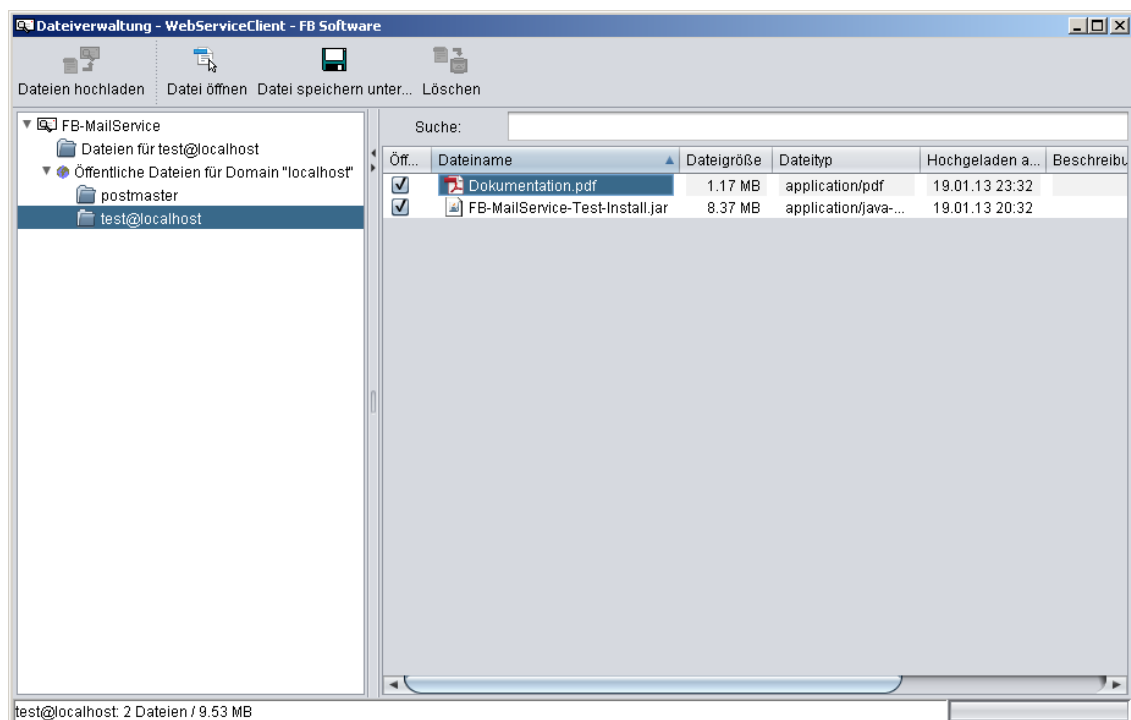 Dateiverwaltung - WebServiceClient - FB Software
Dateien hochladen Datei öffnen Datei speichern unter... Löschen
FB-MailService
Dateien für test@localhost
Öffentliche Dateien für Domain "localhost"
postmaster
test@localhost
Suche:
Öff... Dateiname Dateigröße Dateityp Hochgeladen a... Beschreibu
Dokumentation.pdf 1.17 MB application/pdf 19.01.13 23:32
FB-MailService-Test-Install.jar 8.37 MB application/java-... 19.01.13 20:32
test@localhost: 2 Dateien / 9.53 MB